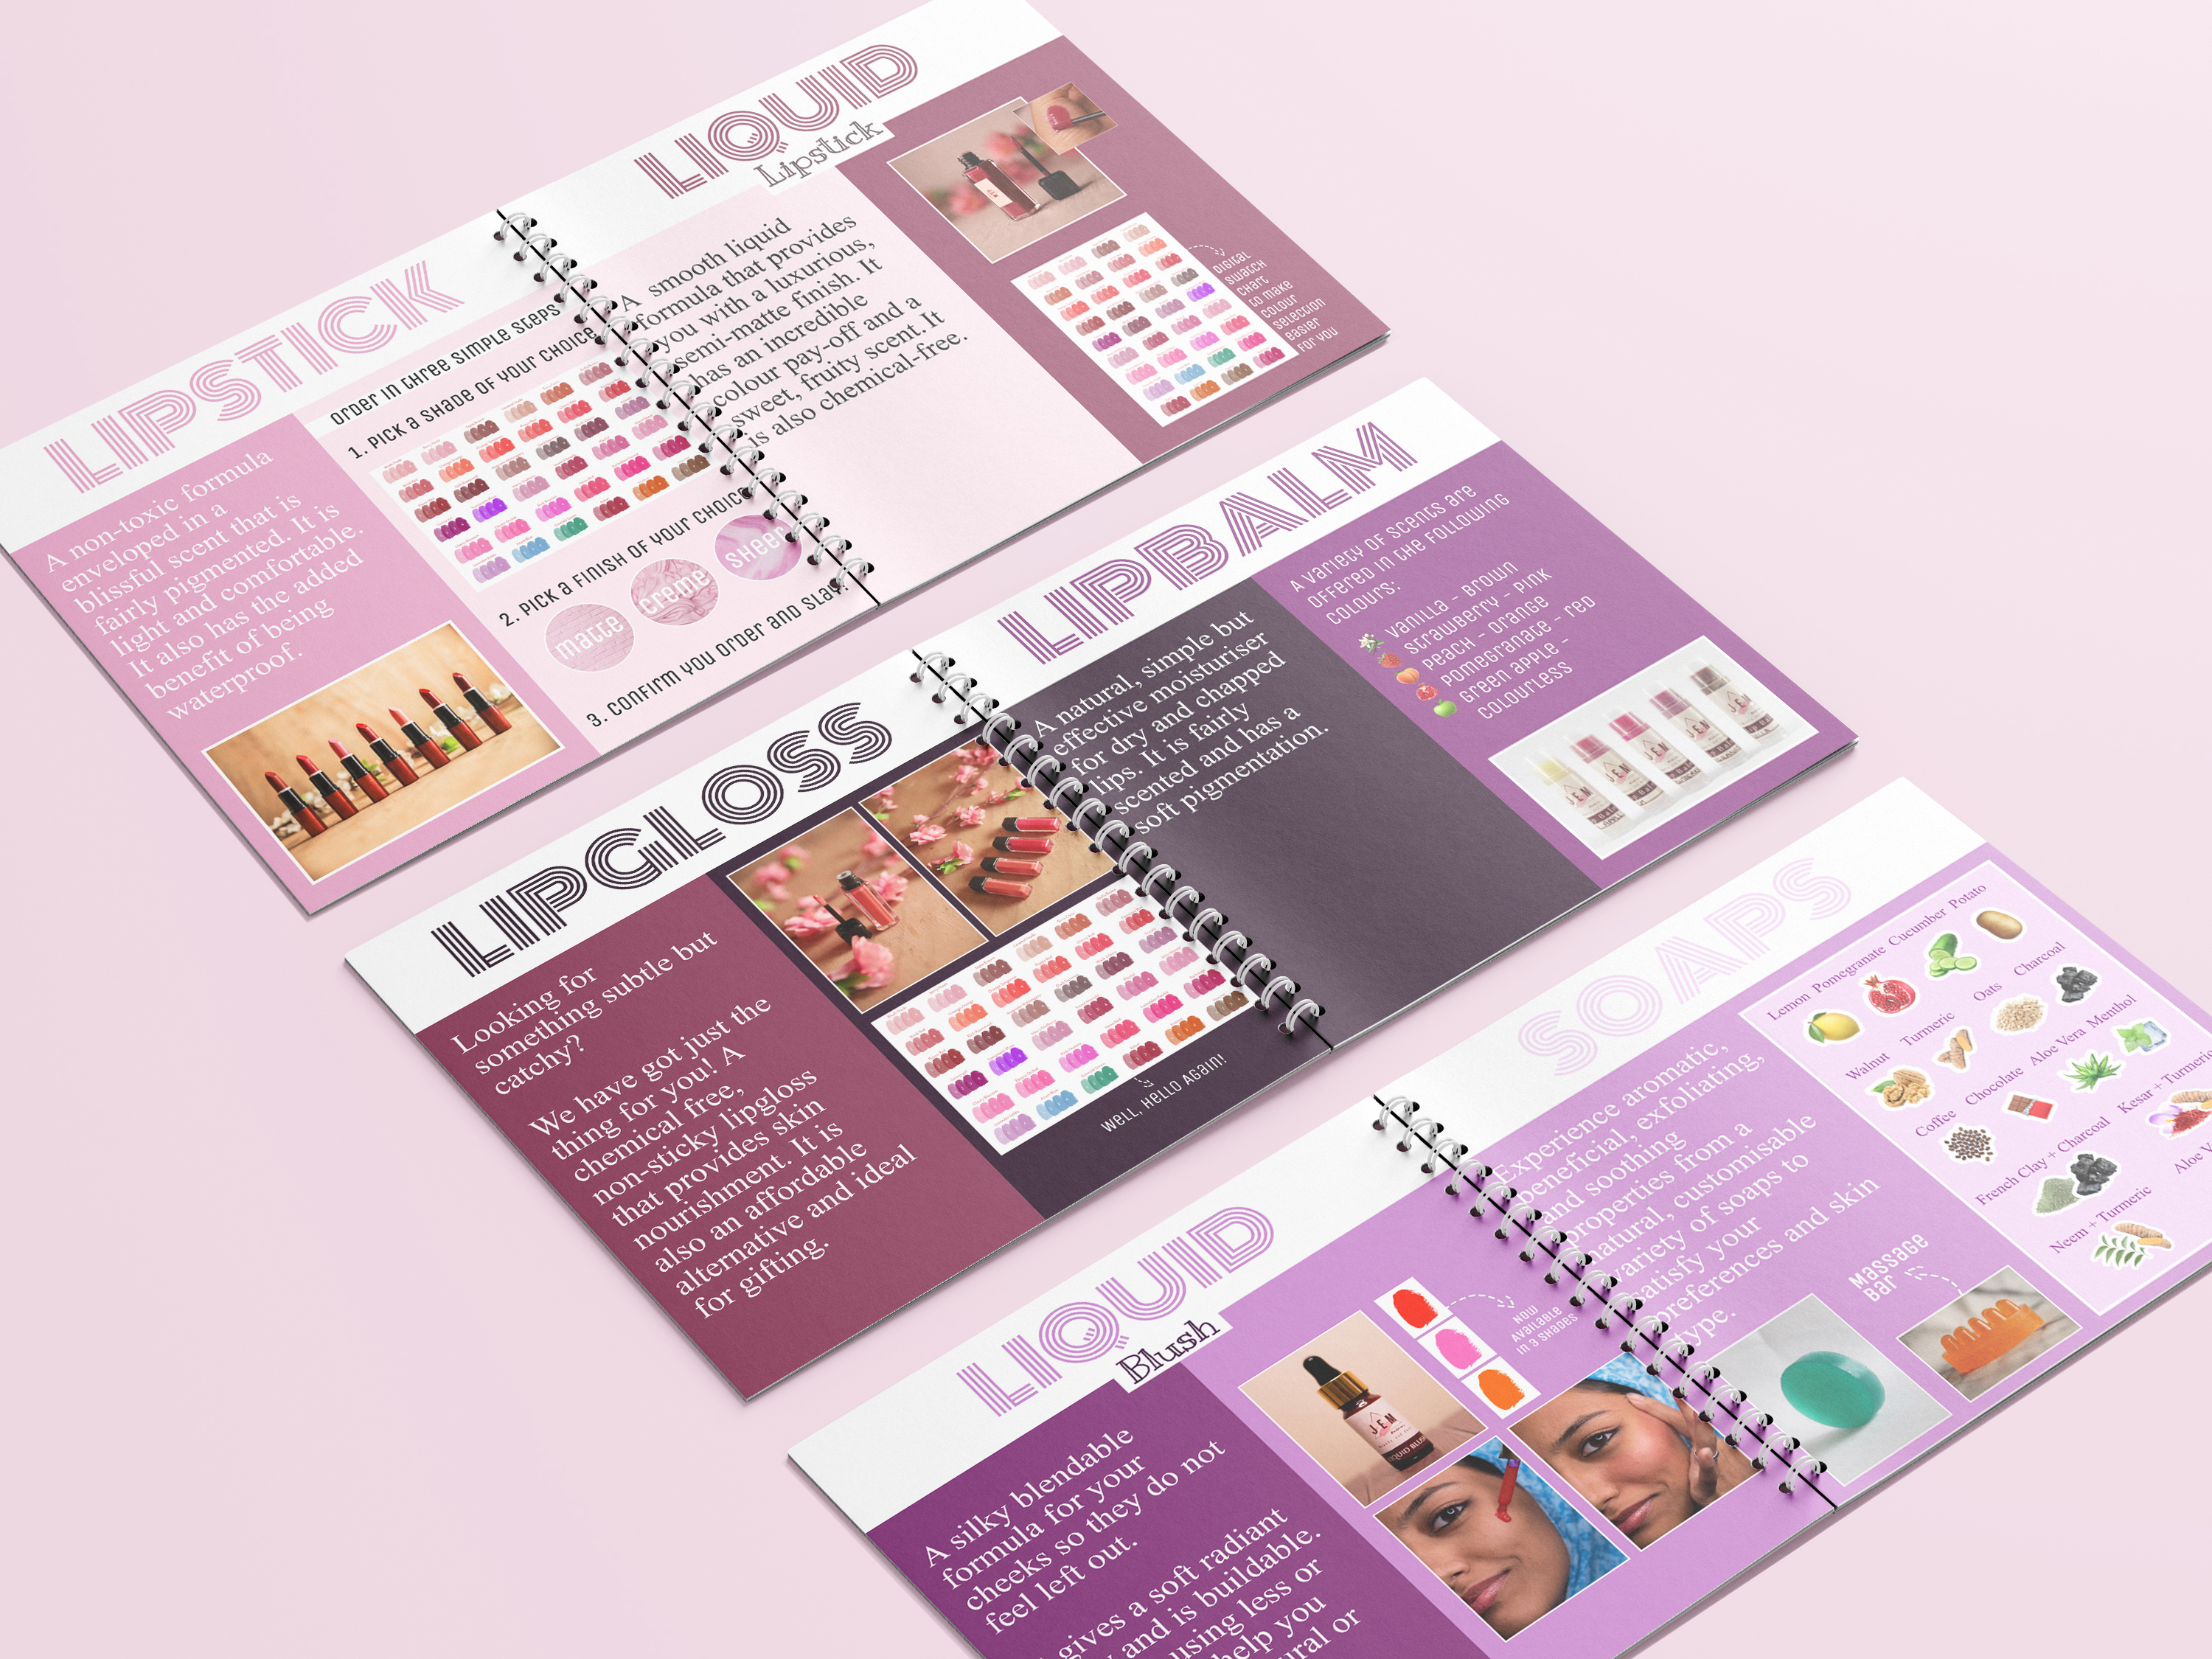 LIPSTICK
A non-toxic formula
enveloped in a
blissful scent that is
fairly pigmented. It is
light and comfortable.
It also has the added
benefit of being
waterproof.
Order in three simple steps
1. Pick a shade of your choice
2. Pick a finish of your choice
matte
creme
sheer
3. Confirm you order and slay!
LIQUID
Lipstick
A smooth liquid
formula that provides
you with a luxurious,
semi-matte finish. It
has an incredible
colour pay-off and a
sweet, fruity scent. It
is also chemical-free.
Digital
swatch
chart
to make
colour
selection
easier
for you
LIPGLOSS
Looking for
something subtle but
catchy?
We have got just the
thing for you! A
chemical free,
non-sticky lipgloss
that provides skin
nourishment. It is
also an affordable
alternative and ideal
for gifting.
Well, hello again!
LIPBALM
A natural, simple but
effective moisturiser
for dry and chapped
lips. It is fairly
scented and has a
soft pigmentation.
A variety of scents are
offered in the following
colours:
vanilla - brown
strawberry - pink
peach - orange
pomegranate - red
green apple -
colourless
JEM
JEM
JEM
JEM
JEM
LIQUID
Blush
A silky blendable
formula for your
cheeks so they do not
feel left out.
gives a soft radiant
and is buildable.
using less or
help you
ural or
Now
available
in 3 shades
JEM
LIQUID BLU
SOAPS
Experience aromatic,
beneficial, exfoliating,
and soothing
properties from a
natural, customisable
variety of soaps to
satisfy your
preferences and skin
type.
Massage
Bar
Lemon Pomegranate Cucumber Potato
Walnut Turmeric Oats Charcoal
Coffee Chocolate Aloe Vera Menthol
French Clay + Charcoal Kesar + Turmeric
Neem + Turmeric Aloe V